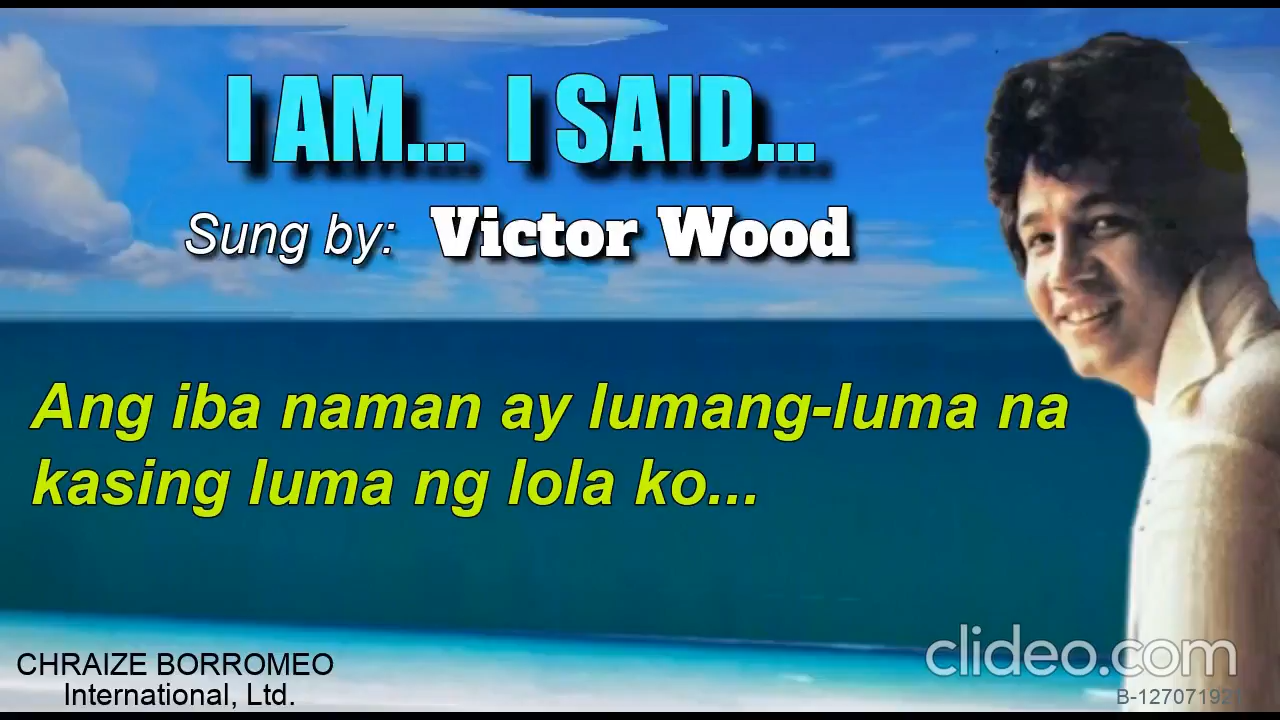 I AM... I SAID...
Sung by: Victor Wood
Ang iba naman ay lumang-luma na
kasing luma ng lola ko...
CHRAIZE BORROMEO
International, Ltd.
clideo.com